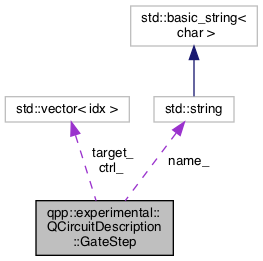 std::basic_string<
char >
std::vector< idx >
std::string
target_
ctrl_
name_
qpp::experimental::
QCircuitDescription
::GateStep